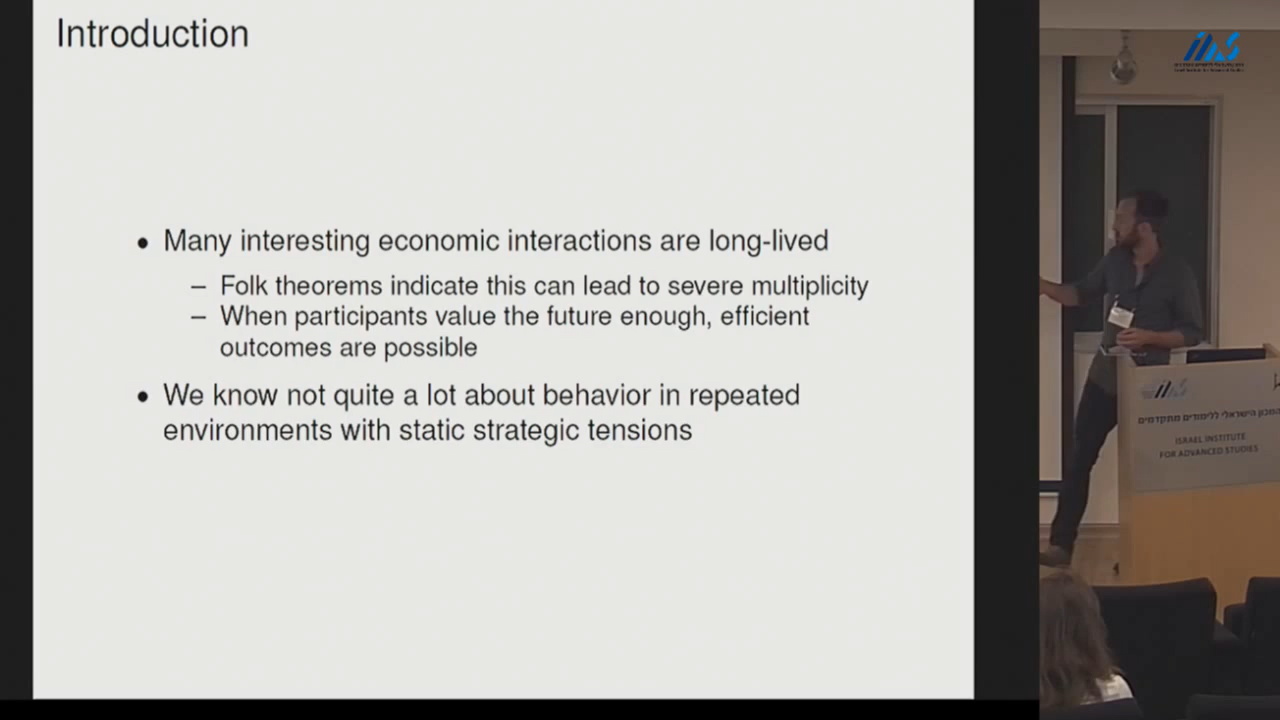 Introduction
• Many interesting economic interactions are long-lived
– Folk theorems indicate this can lead to severe multiplicity
– When participants value the future enough, efficient
outcomes are possible
• We know not quite a lot about behavior in repeated
environments with static strategic tensions
המכון הישראלי ללימודים מתקדמים
ISRAEL INSTITUTE
FOR ADVANCED STUDIES